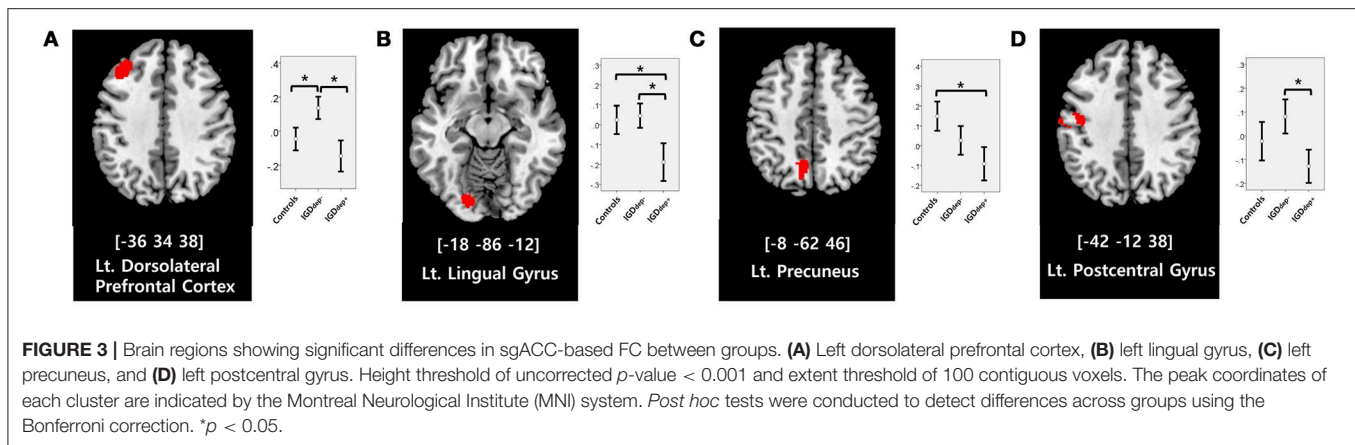 A
B
C
D
*
*
.4
.2
.0
-.2
Controls
IGDdep-
IGDdep+
*
*
0.3
.2
.1
.0
-.1
-.2
-0.3
Controls
IGDdep-
IGDdep+
*
.3
.2
.1
.0
-.1
-.2
Controls
IGDdep-
IGDdep+
*
0.3
.2
.1
.0
-.1
-.2
Controls
IGDdep-
IGDdep+
[-36 34 38]
Lt. Dorsolateral
Prefrontal Cortex
[-18 -86 -12]
Lt. Lingual Gyrus
[-8 -62 46]
Lt. Precuneus
[-42 -12 38]
Lt. Postcentral Gyrus
FIGURE 3 | Brain regions showing significant differences in sgACC-based FC between groups. (A) Left dorsolateral prefrontal cortex, (B) left lingual gyrus, (C) left
precuneus, and (D) left postcentral gyrus. Height threshold of uncorrected p-value < 0.001 and extent threshold of 100 contiguous voxels. The peak coordinates of
each cluster are indicated by the Montreal Neurological Institute (MNI) system. Post hoc tests were conducted to detect differences across groups using the
Bonferroni correction. *p < 0.05.